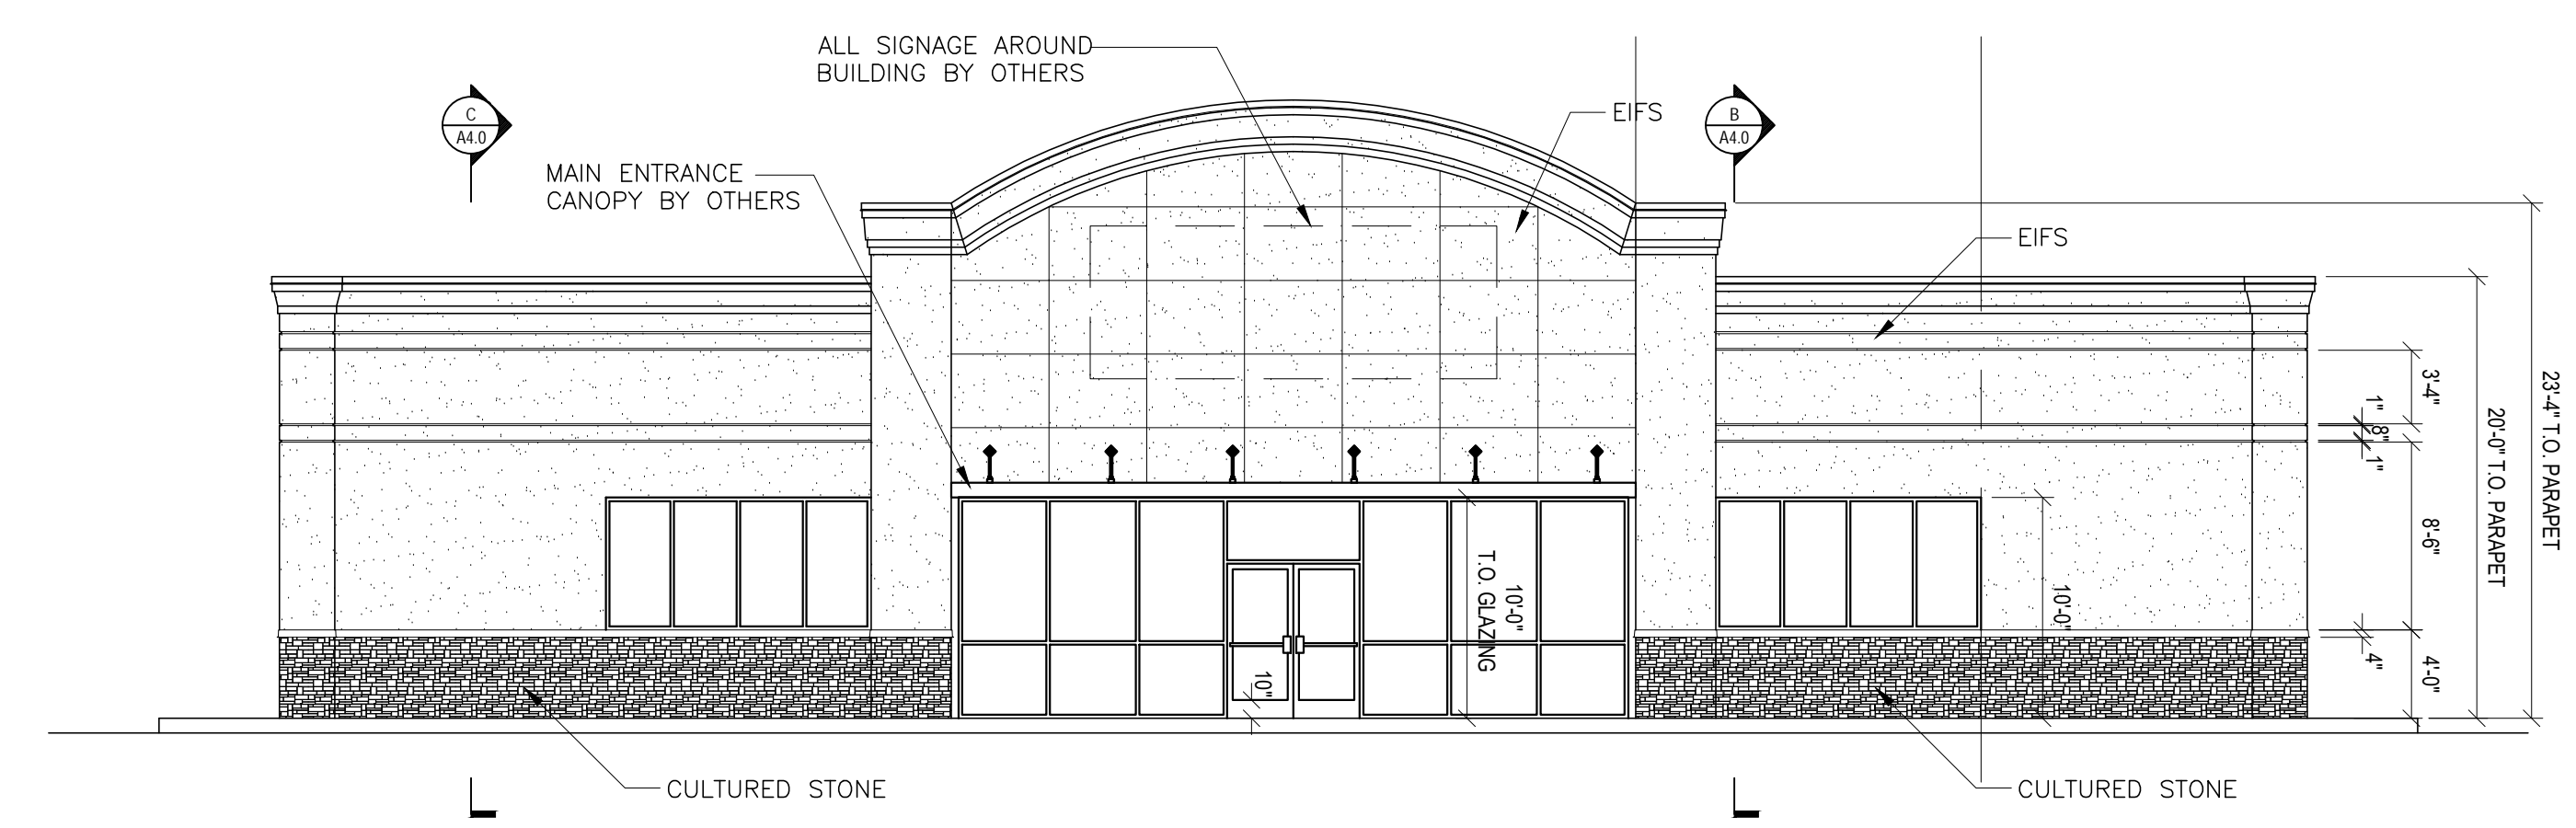 ALL SIGNAGE AROUND
BUILDING BY OTHERS
C
A4.0
EIFS
B
A4.0
MAIN ENTRANCE
CANOPY BY OTHERS
EIFS
3'-4"
1"
8"
1"
20'-0" T.O. PARAPET
23'-4" T.O. PARAPET
8'-6"
10'-0"
T.O. GLAZING
10'-0"
10"
4"
4'-0"
CULTURED STONE
CULTURED STONE